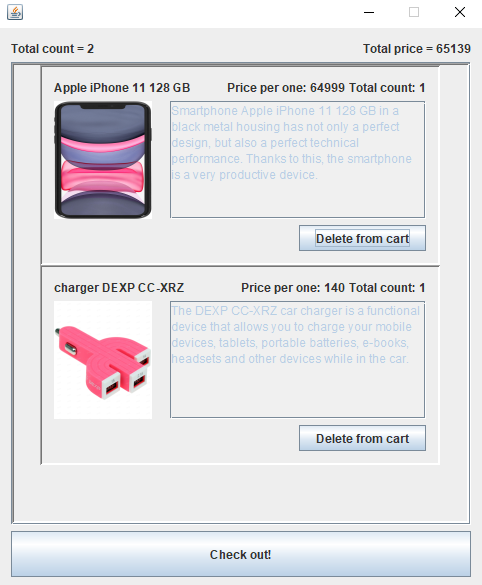 Total count = 2 Total price = 65139
Apple iPhone 11 128 GB Price per one: 64999 Total count: 1
Smartphone Apple iPhone 11 128 GB in a
black metal housing has not only a perfect
design, but also a perfect technical
performance. Thanks to this, the smartphone
is a very productive device.
Delete from cart
charger DEXP CC-XRZ Price per one: 140 Total count: 1
The DEXP CC-XRZ car charger is a functional
device that allows you to charge your mobile
devices, tablets, portable batteries, e-books,
headsets and other devices while in the car.
Delete from cart
Check out!